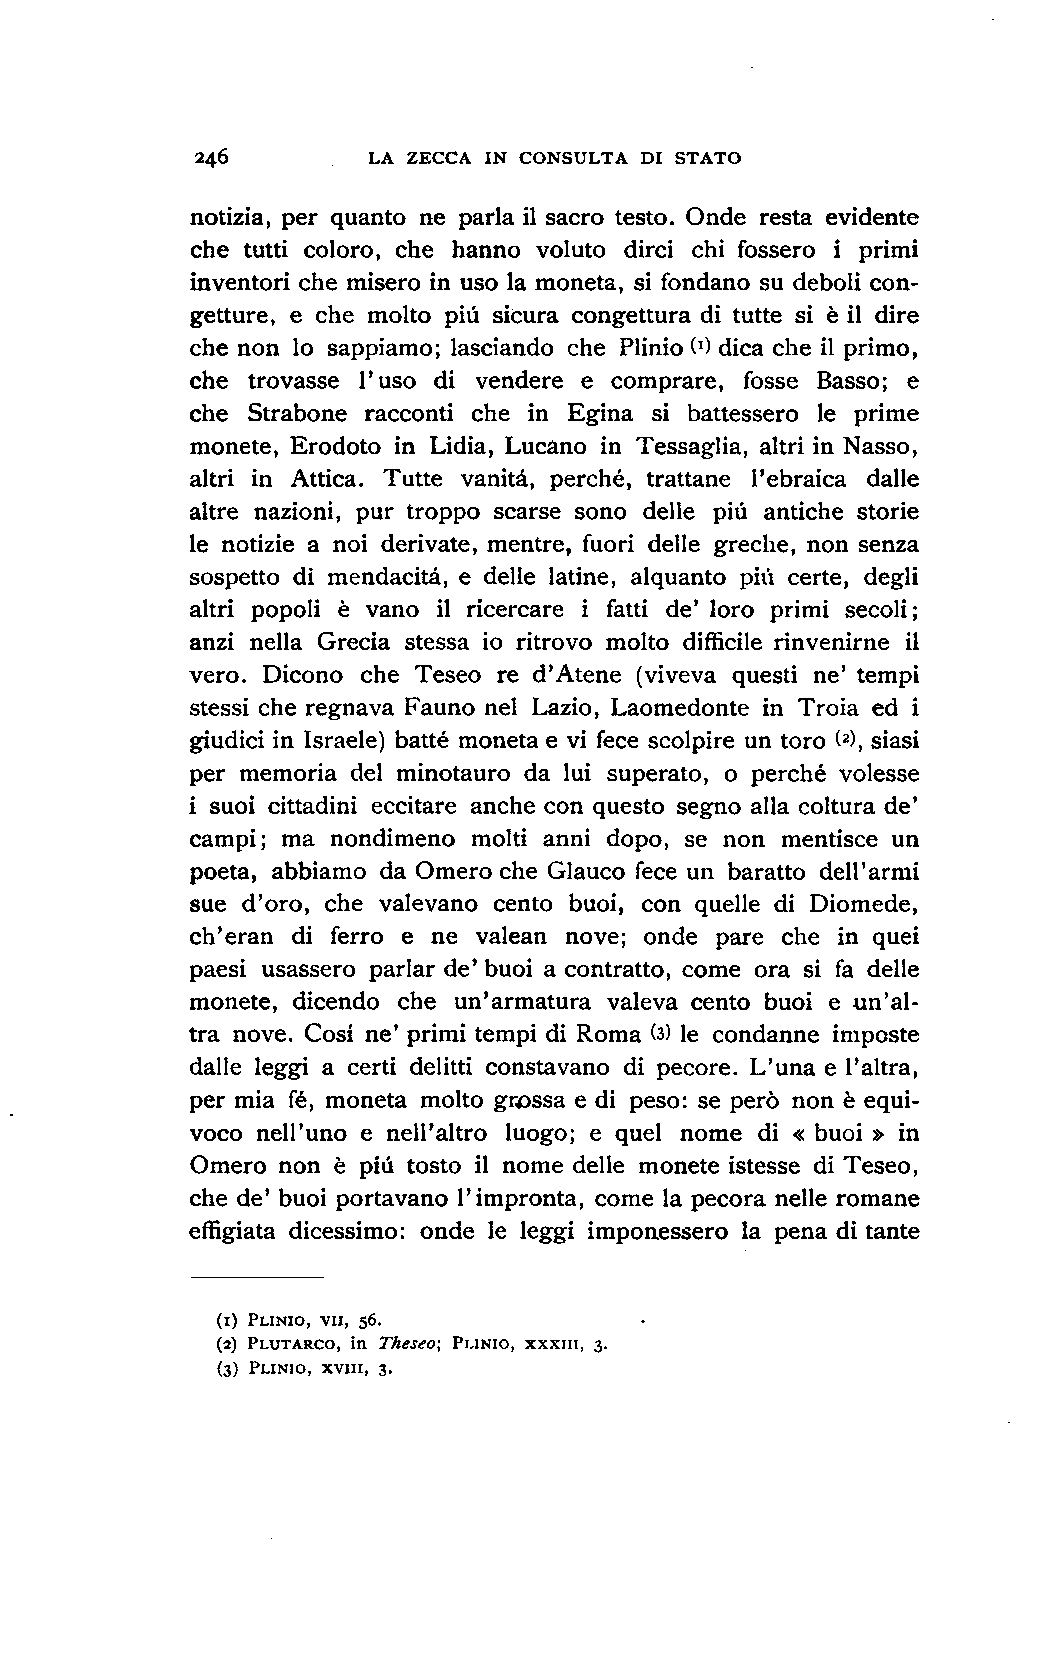 246 LA ZECCA IN CONSULTA DI STATO
notizia, per quanto ne parla il sacro testo. Onde resta evidente
che tutti coloro, che hanno voluto dirci chi fossero i primi
inventori che misero in uso la moneta, si fondano su deboli con-
getture, e che molto piú sicura congettura di tutte si è il dire
che non lo sappiamo; lasciando che Plinio (1) dica che il primo,
che trovasse l'uso di vendere e comprare, fosse Basso; e
che Strabone racconti che in Egina si battessero le prime
monete, Erodoto in Lidia, Lucano in Tessaglia, altri in Nasso,
altri in Attica. Tutte vanitá, perché, trattane l'ebraica dalle
altre nazioni, pur troppo scarse sono delle piú antiche storie
le notizie a noi derivate, mentre, fuori delle greche, non senza
sospetto di mendacitá, e delle latine, alquanto piú certe, degli
altri popoli è vano il ricercare i fatti de' loro primi secoli;
anzi nella Grecia stessa io ritrovo molto difficile rinvenirne il
vero. Dicono che Teseo re d'Atene (viveva questi ne' tempi
stessi che regnava Fauno nel Lazio, Laomedonte in Troia ed i
giudici in Israele) batté moneta e vi fece scolpire un toro (2), siasi
per memoria del minotauro da lui superato, o perché volesse
i suoi cittadini eccitare anche con questo segno alla coltura de'
campi; ma nondimeno molti anni dopo, se non mentisce un
poeta, abbiamo da Omero che Glauco fece un baratto dell'armi
sue d'oro, che valevano cento buoi, con quelle di Diomede,
ch'eran di ferro e ne valean nove; onde pare che in quei
paesi usassero parlar de' buoi a contratto, come ora si fa delle
monete, dicendo che un'armatura valeva cento buoi e un'al-
tra nove. Cosí ne' primi tempi di Roma (3) le condanne imposte
dalle leggi a certi delitti constavano di pecore. L'una e l'altra,
per mia fé, moneta molto grossa e di peso: se però non è equi-
voco nell'uno e nell'altro luogo; e quel nome di « buoi » in
Omero non è piú tosto il nome delle monete istesse di Teseo,
che de' buoi portavano l'impronta, come la pecora nelle romane
effigiata dicessimo: onde le leggi imponessero la pena di tante
(1) PLINIO, VII, 56.
(2) PLUTARCO, in Theseo; PLINIO, XXXIII, 3.
(3) PLINIO, XVIII, 3.